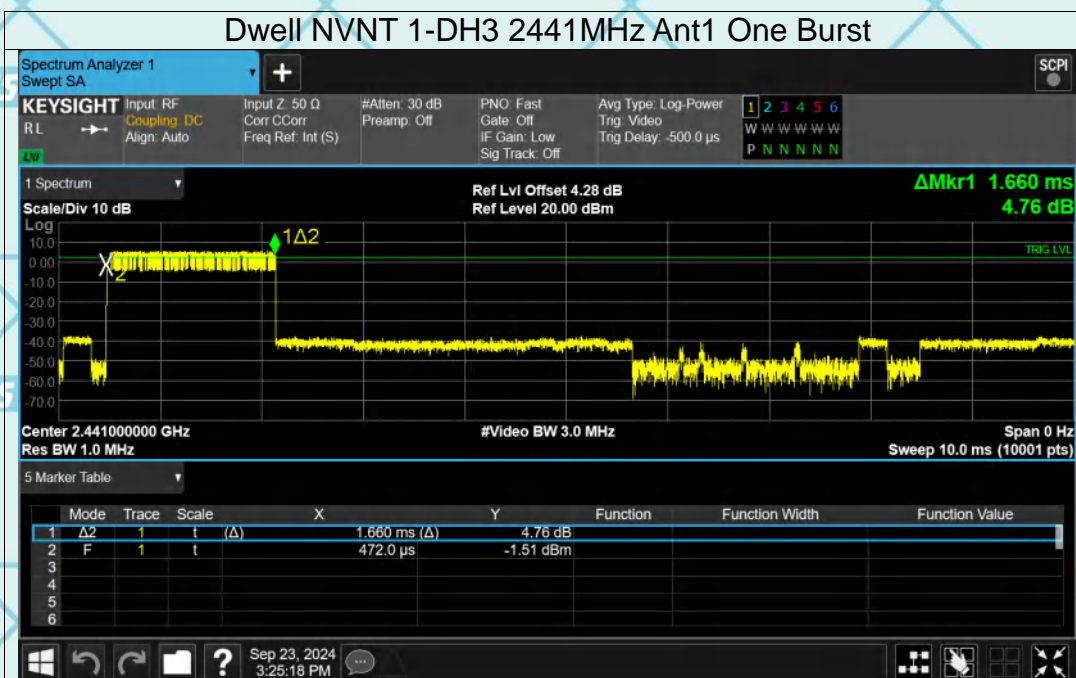 Dwell NVNT 1-DH3 2441MHz Ant1 One Burst
Spectrum Analyzer 1
Swept SA
+
SCPI
KEYSIGHT
RL
LXI
Input: RF
Coupling: DC
Align: Auto
Input Z: 50 Ω
Corr CCorr
Freq Ref: Int (S)
#Atten: 30 dB
Preamp: Off
PNO: Fast
Gate: Off
IF Gain: Low
Sig Track: Off
Avg Type: Log-Power
Trig: Video
Trig Delay: -500.0 µs
1 2 3 4 5 6
W W W W W W
P N N N N N
1 Spectrum
Scale/Div 10 dB
Ref Lvl Offset 4.28 dB
Ref Level 20.00 dBm
ΔMkr1 1.660 ms
4.76 dB
Log
10.0
0.00
-10.0
-20.0
-30.0
-40.0
-50.0
-60.0
-70.0
1Δ2
2
TRIG LVL
Center 2.441000000 GHz
Res BW 1.0 MHz
#Video BW 3.0 MHz
Span 0 Hz
Sweep 10.0 ms (10001 pts)
5 Marker Table
Mode Trace Scale X Y Function Function Width Function Value
1 Δ2 1 t (Δ) 1.660 ms (Δ) 4.76 dB
2 F 1 t 472.0 µs -1.51 dBm
3
4
5
6
?
Sep 23, 2024
3:25:18 PM